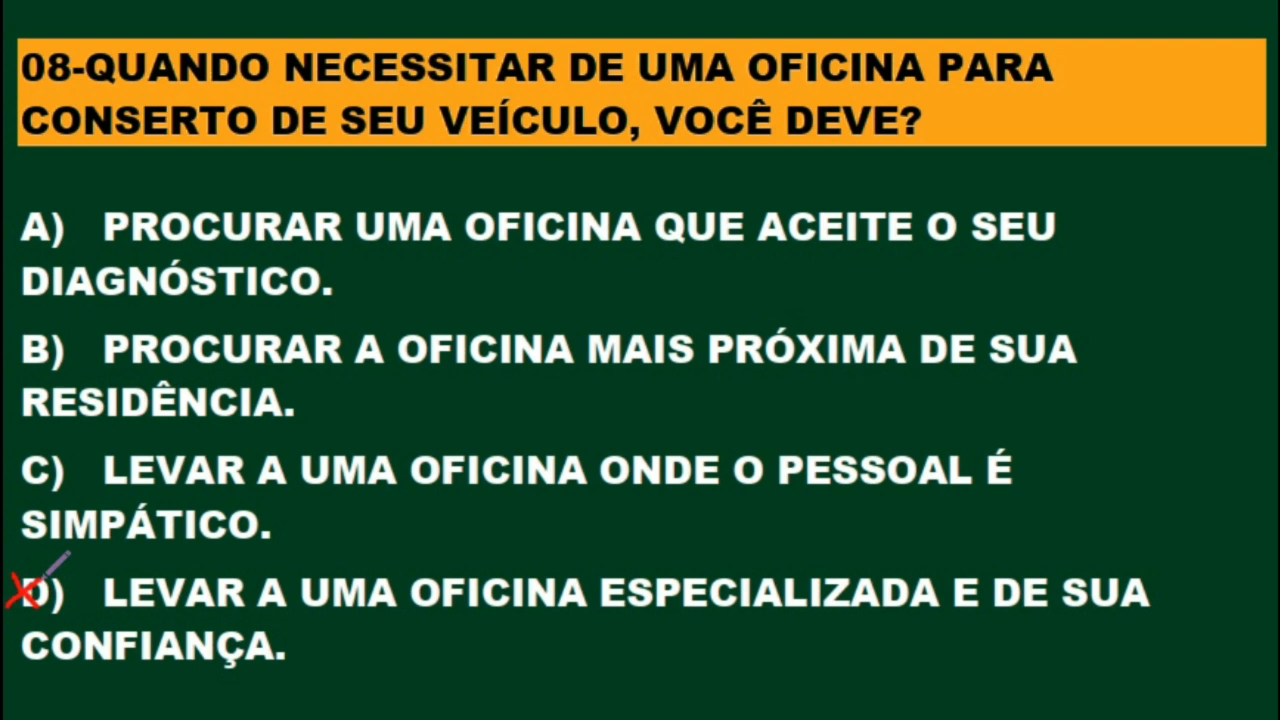 08-QUANDO NECESSITAR DE UMA OFICINA PARA
CONSERTO DE SEU VEÍCULO, VOCÊ DEVE?
A) PROCURAR UMA OFICINA QUE ACEITE O SEU
DIAGNÓSTICO.
B) PROCURAR A OFICINA MAIS PRÓXIMA DE SUA
RESIDÊNCIA.
C) LEVAR A UMA OFICINA ONDE O PESSOAL É
SIMPÁTICO.
D) LEVAR A UMA OFICINA ESPECIALIZADA E DE SUA
CONFIANÇA.